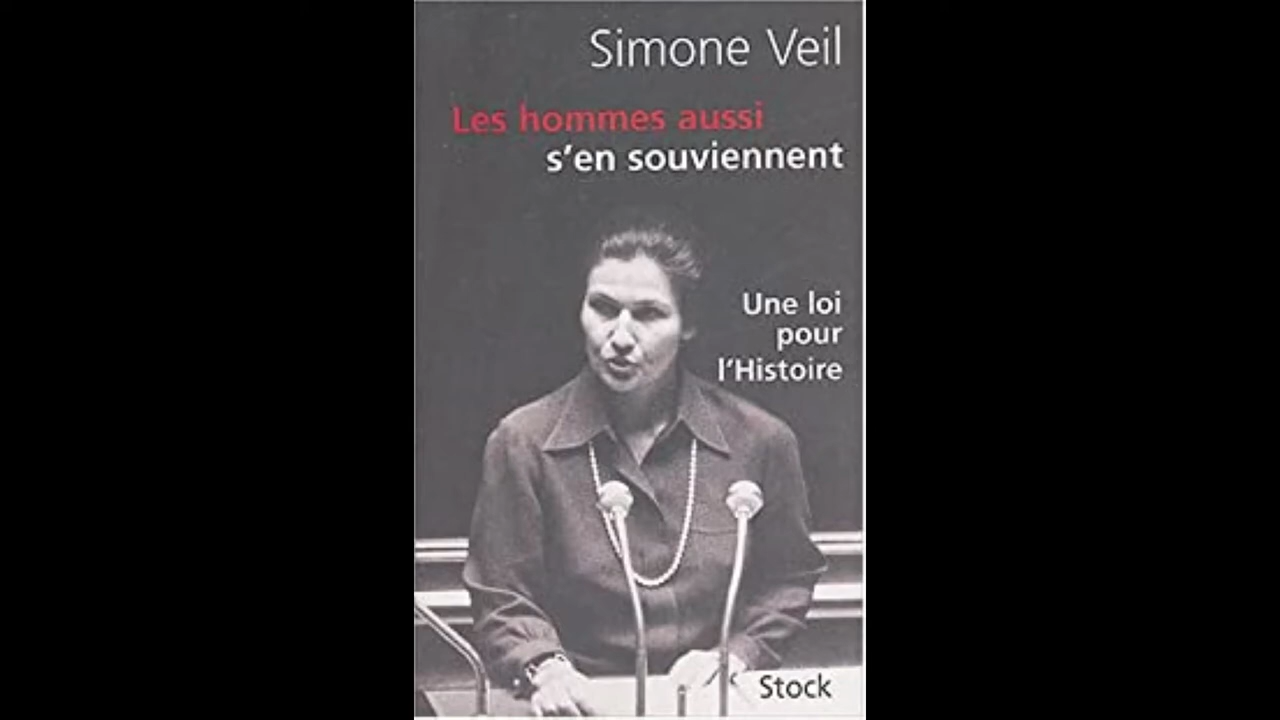 Simone Veil
Les hommes aussi
s'en souviennent
Une loi
pour
l'Histoire
Stock